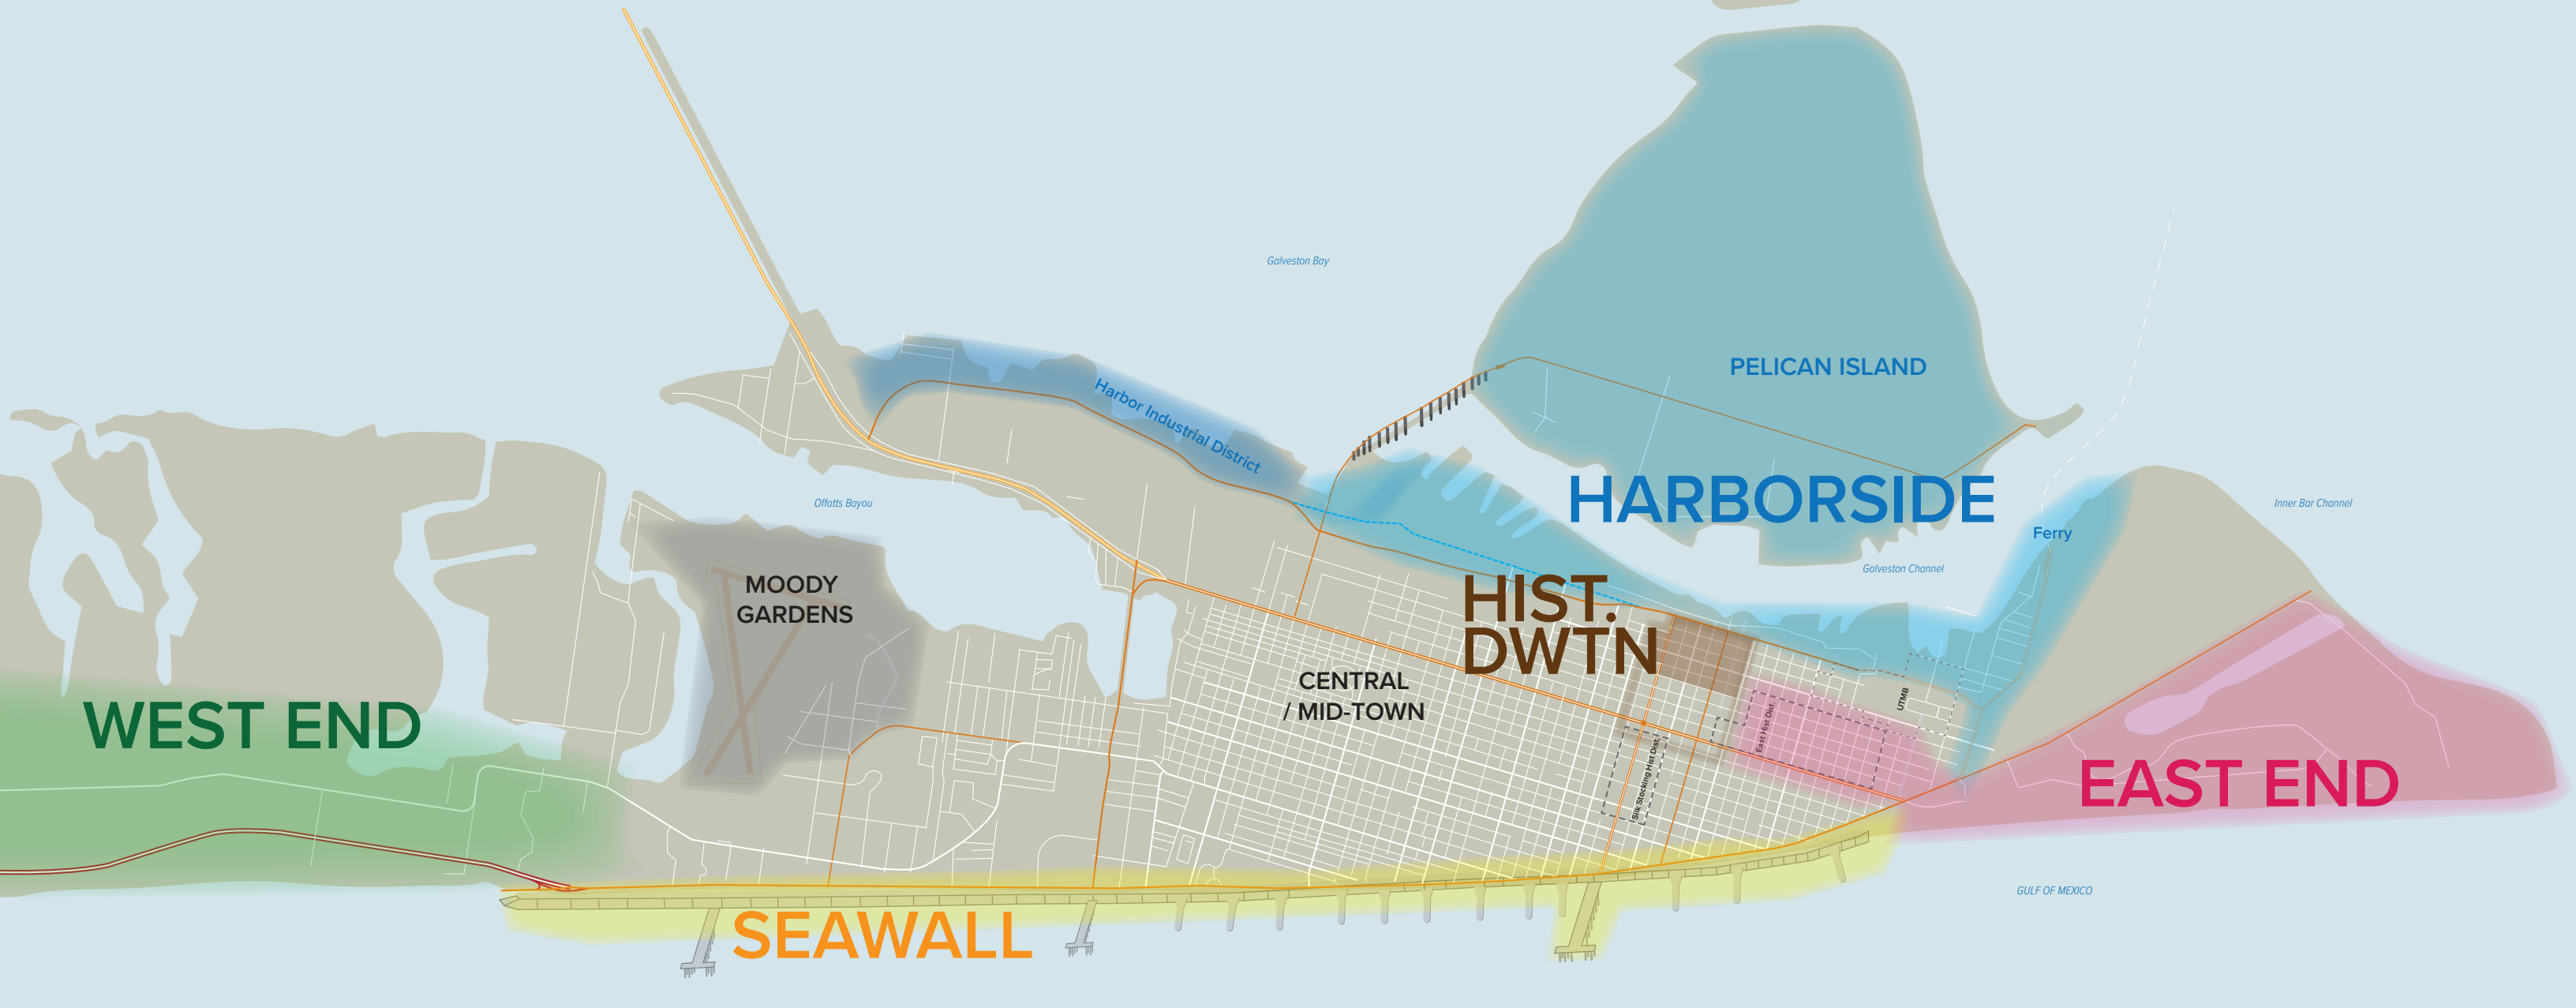 Galveston Bay
PELICAN ISLAND
Harbor Industrial District
HARBORSIDE
Offatts Bayou
Inner Bar Channel
Ferry
Galveston Channel
MOODY
GARDENS
HIST.
DWTN
CENTRAL
/ MID-TOWN
UTMB
WEST END
East Hist Dist.
Silk Stocking Hist Dist.
EAST END
GULF OF MEXICO
SEAWALL